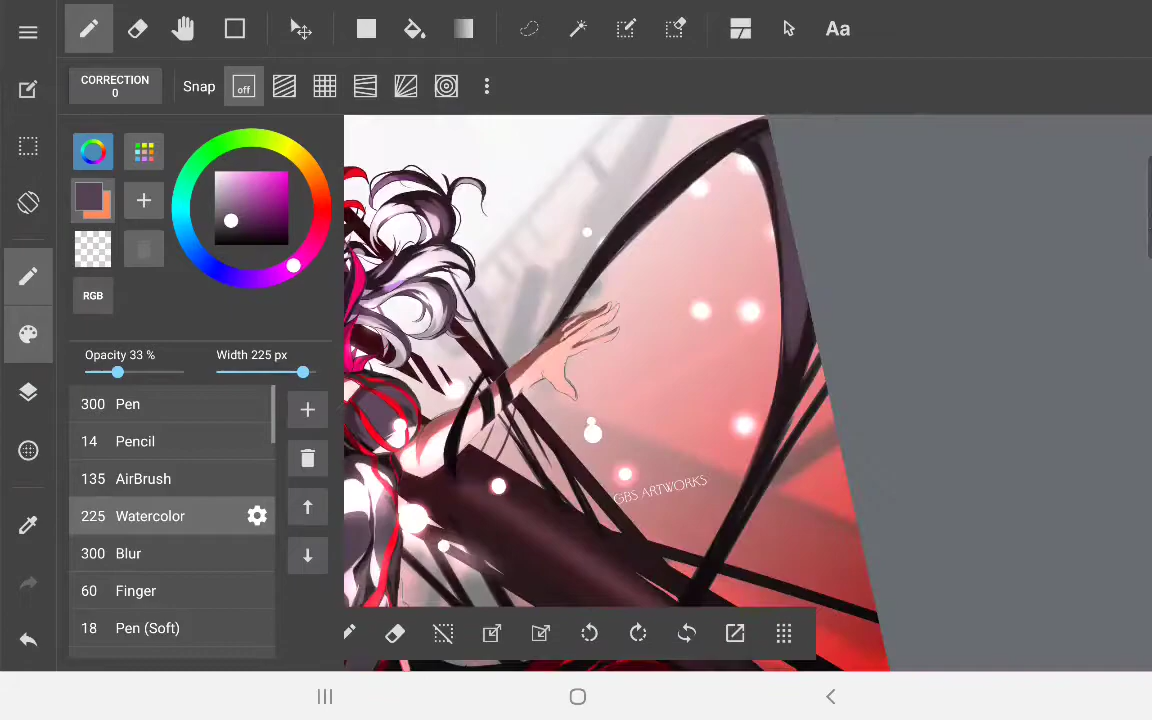 Aa
CORRECTION
0
Snap
off
RGB
Opacity 33 %
Width 225 px
300 Pen
14 Pencil
135 AirBrush
225 Watercolor
300 Blur
60 Finger
18 Pen (Soft)
GBS ARTWORKS